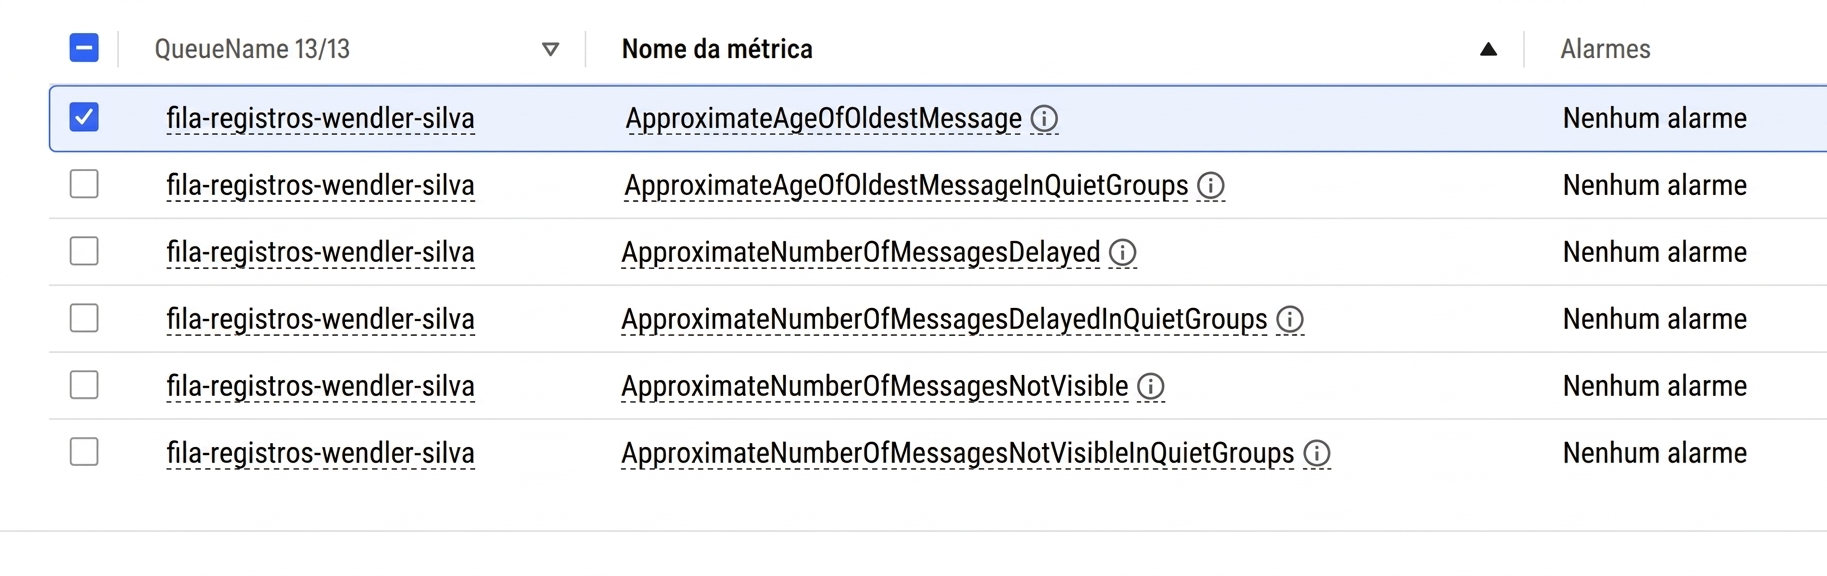 QueueName 13/13 Nome da métrica Alarmes
fila-registros-wendler-silva ApproximateAgeOfOldestMessage Nenhum alarme
fila-registros-wendler-silva ApproximateAgeOfOldestMessageInQuietGroups Nenhum alarme
fila-registros-wendler-silva ApproximateNumberOfMessagesDelayed Nenhum alarme
fila-registros-wendler-silva ApproximateNumberOfMessagesDelayedInQuietGroups Nenhum alarme
fila-registros-wendler-silva ApproximateNumberOfMessagesNotVisible Nenhum alarme
fila-registros-wendler-silva ApproximateNumberOfMessagesNotVisibleInQuietGroups Nenhum alarme